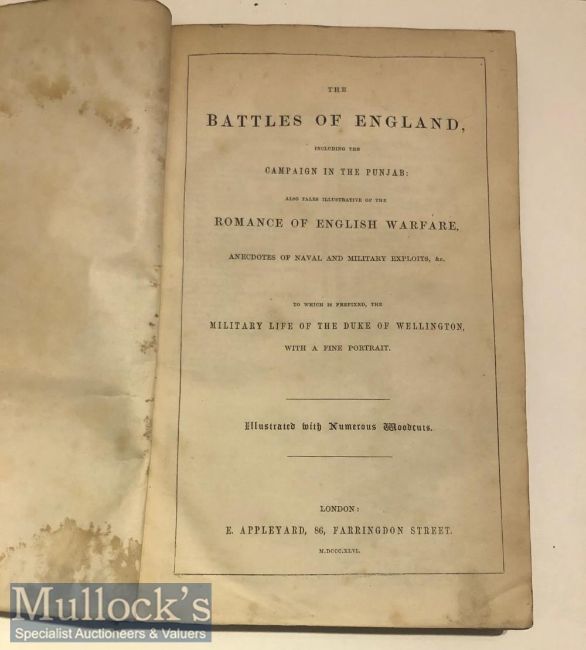 THE
BATTLES OF ENGLAND,
INCLUDING THE
CAMPAIGN IN THE PUNJAB:
ALSO TALES ILLUSTRATIVE OF THE
ROMANCE OF ENGLISH WARFARE,
ANECDOTES OF NAVAL AND MILITARY EXPLOITS, &c.
TO WHICH IS PREFIXED, THE
MILITARY LIFE OF THE DUKE OF WELLINGTON,
WITH A FINE PORTRAIT.
Illustrated with Numerous Woodcuts.
LONDON:
E. APPLEYARD, 86, FARRINGDON STREET.
M.DCCC.XLVI.
Mullock's
Specialist Auctioneers & Valuers